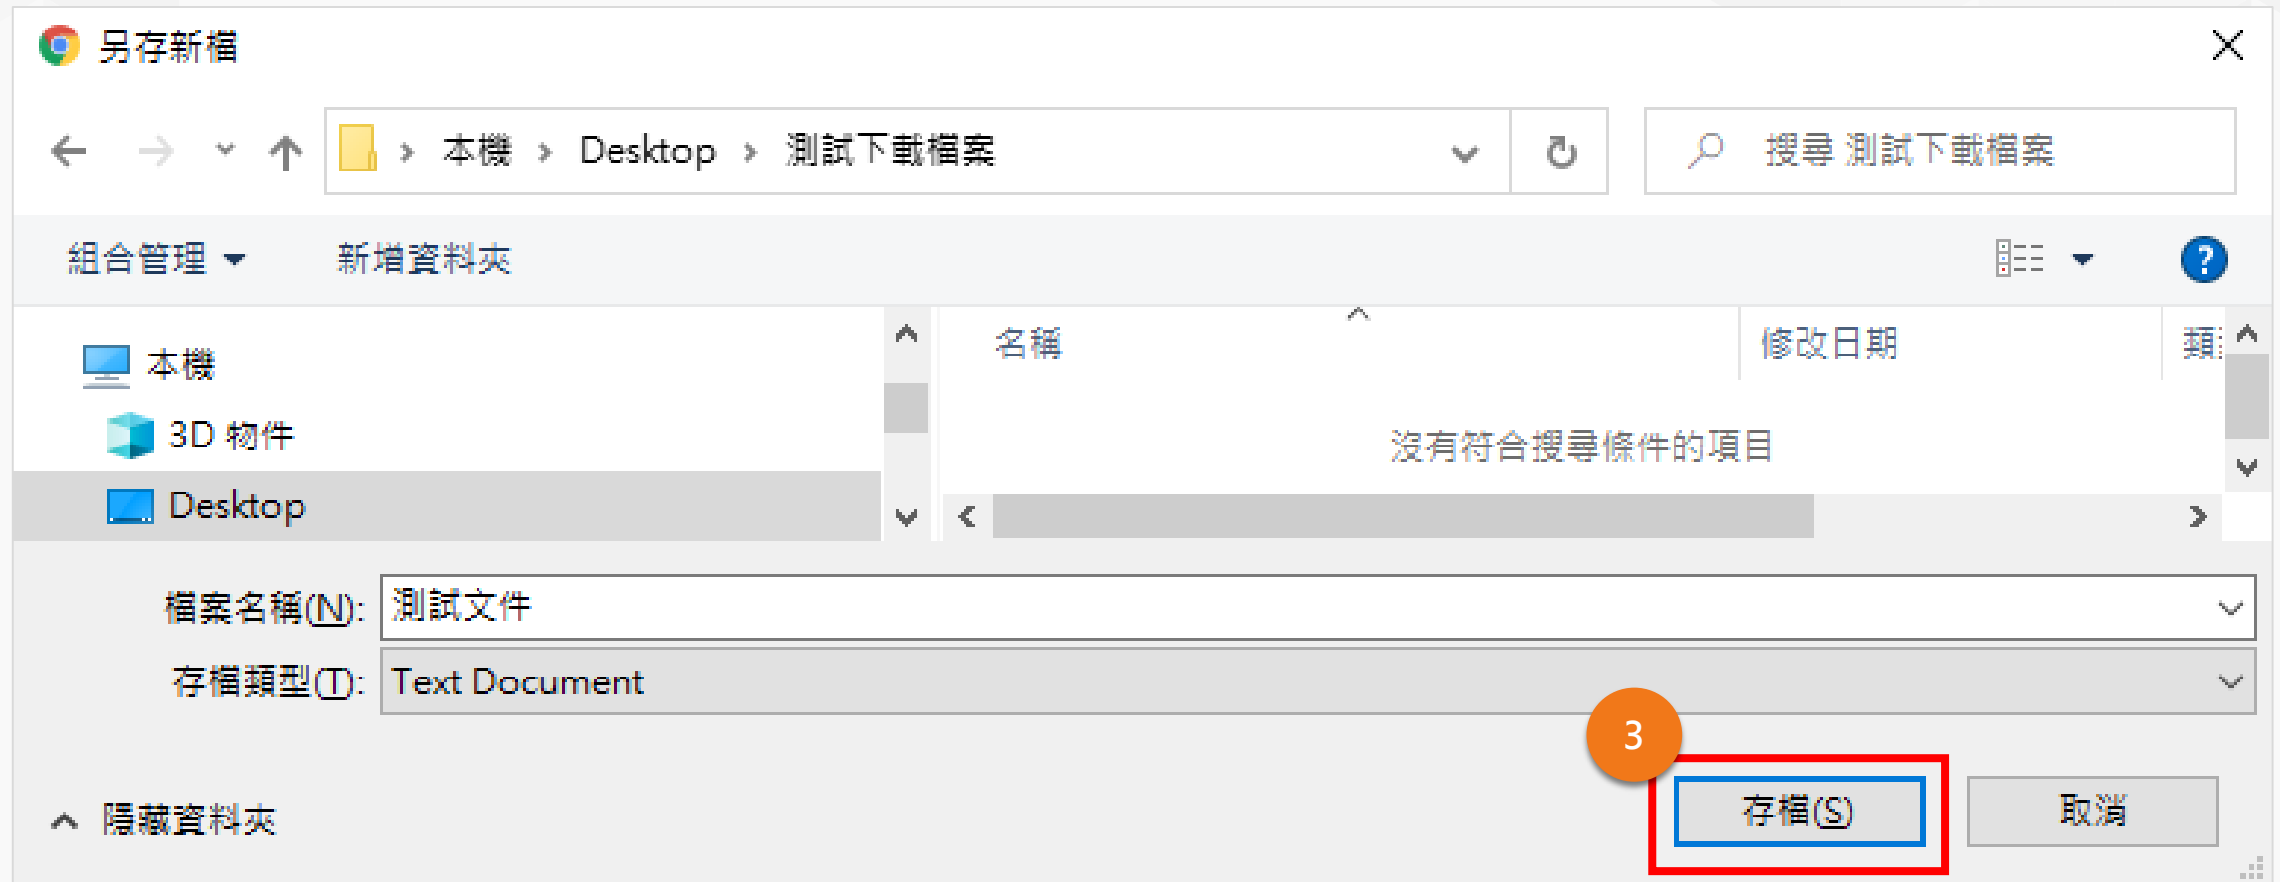 另存新檔
本機 > Desktop > 測試下載檔案
搜尋 測試下載檔案
組合管理 新增資料夾
?
本機
3D 物件
Desktop
名稱 修改日期
沒有符合搜尋條件的項目
檔案名稱(N): 測試文件
存檔類型(T): Text Document
3
隱藏資料夾
存檔(S) 取消